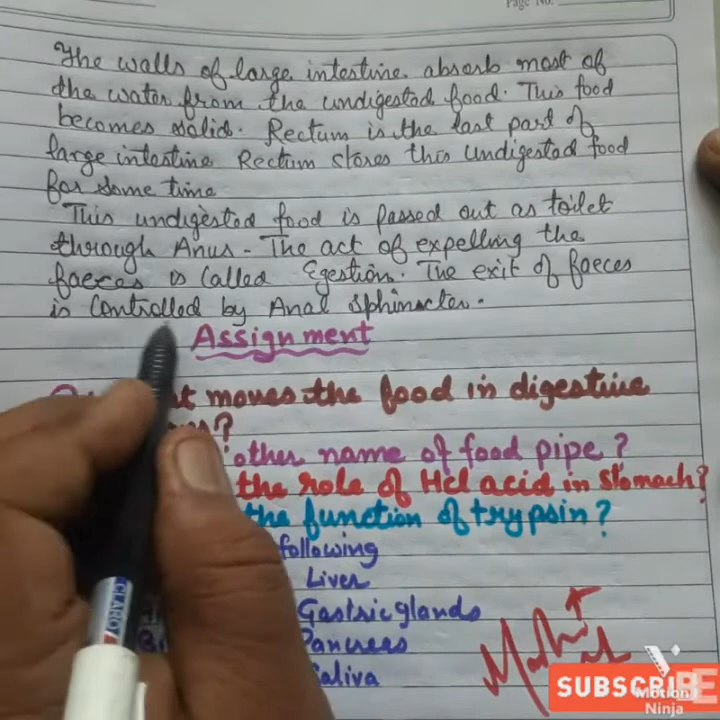 Page No.
The walls of large intestine absorb most of
the water from the undigested food. This food
becomes solid. Rectum is the last part of
large intestine Rectum stores this undigested food
for some time
This undigested food is passed out as toilet
through Anus - The act of expelling the
faeces is called Egestion. The exit of faeces
is controlled by Anal sphincter.
Assignment
moves the food in digestive
other name of food pipe?
the role of Hcl acid in stomach?
the function of trypsin?
following
Liver
Gastric glands
Pancreas
Saliva
SUBSCRIBE
Motion
Ninja